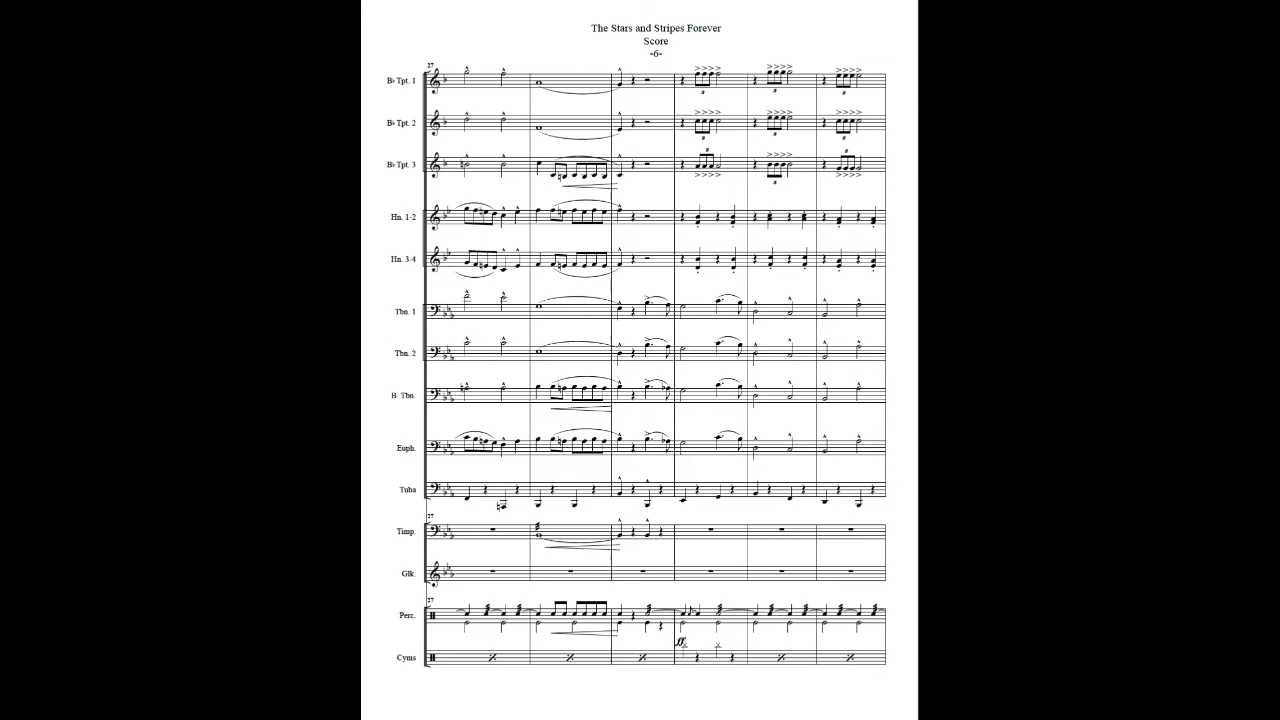 The Stars and Stripes Forever
Score
-6-
27
B♭ Tpt. 1
B♭ Tpt. 2
B♭ Tpt. 3
Hn. 1-2
Hn. 3-4
Tbn. 1
Tbn. 2
B Tbn.
Euph.
Tuba
27
Timp.
Glk.
27
Perc.
ff
Cyms